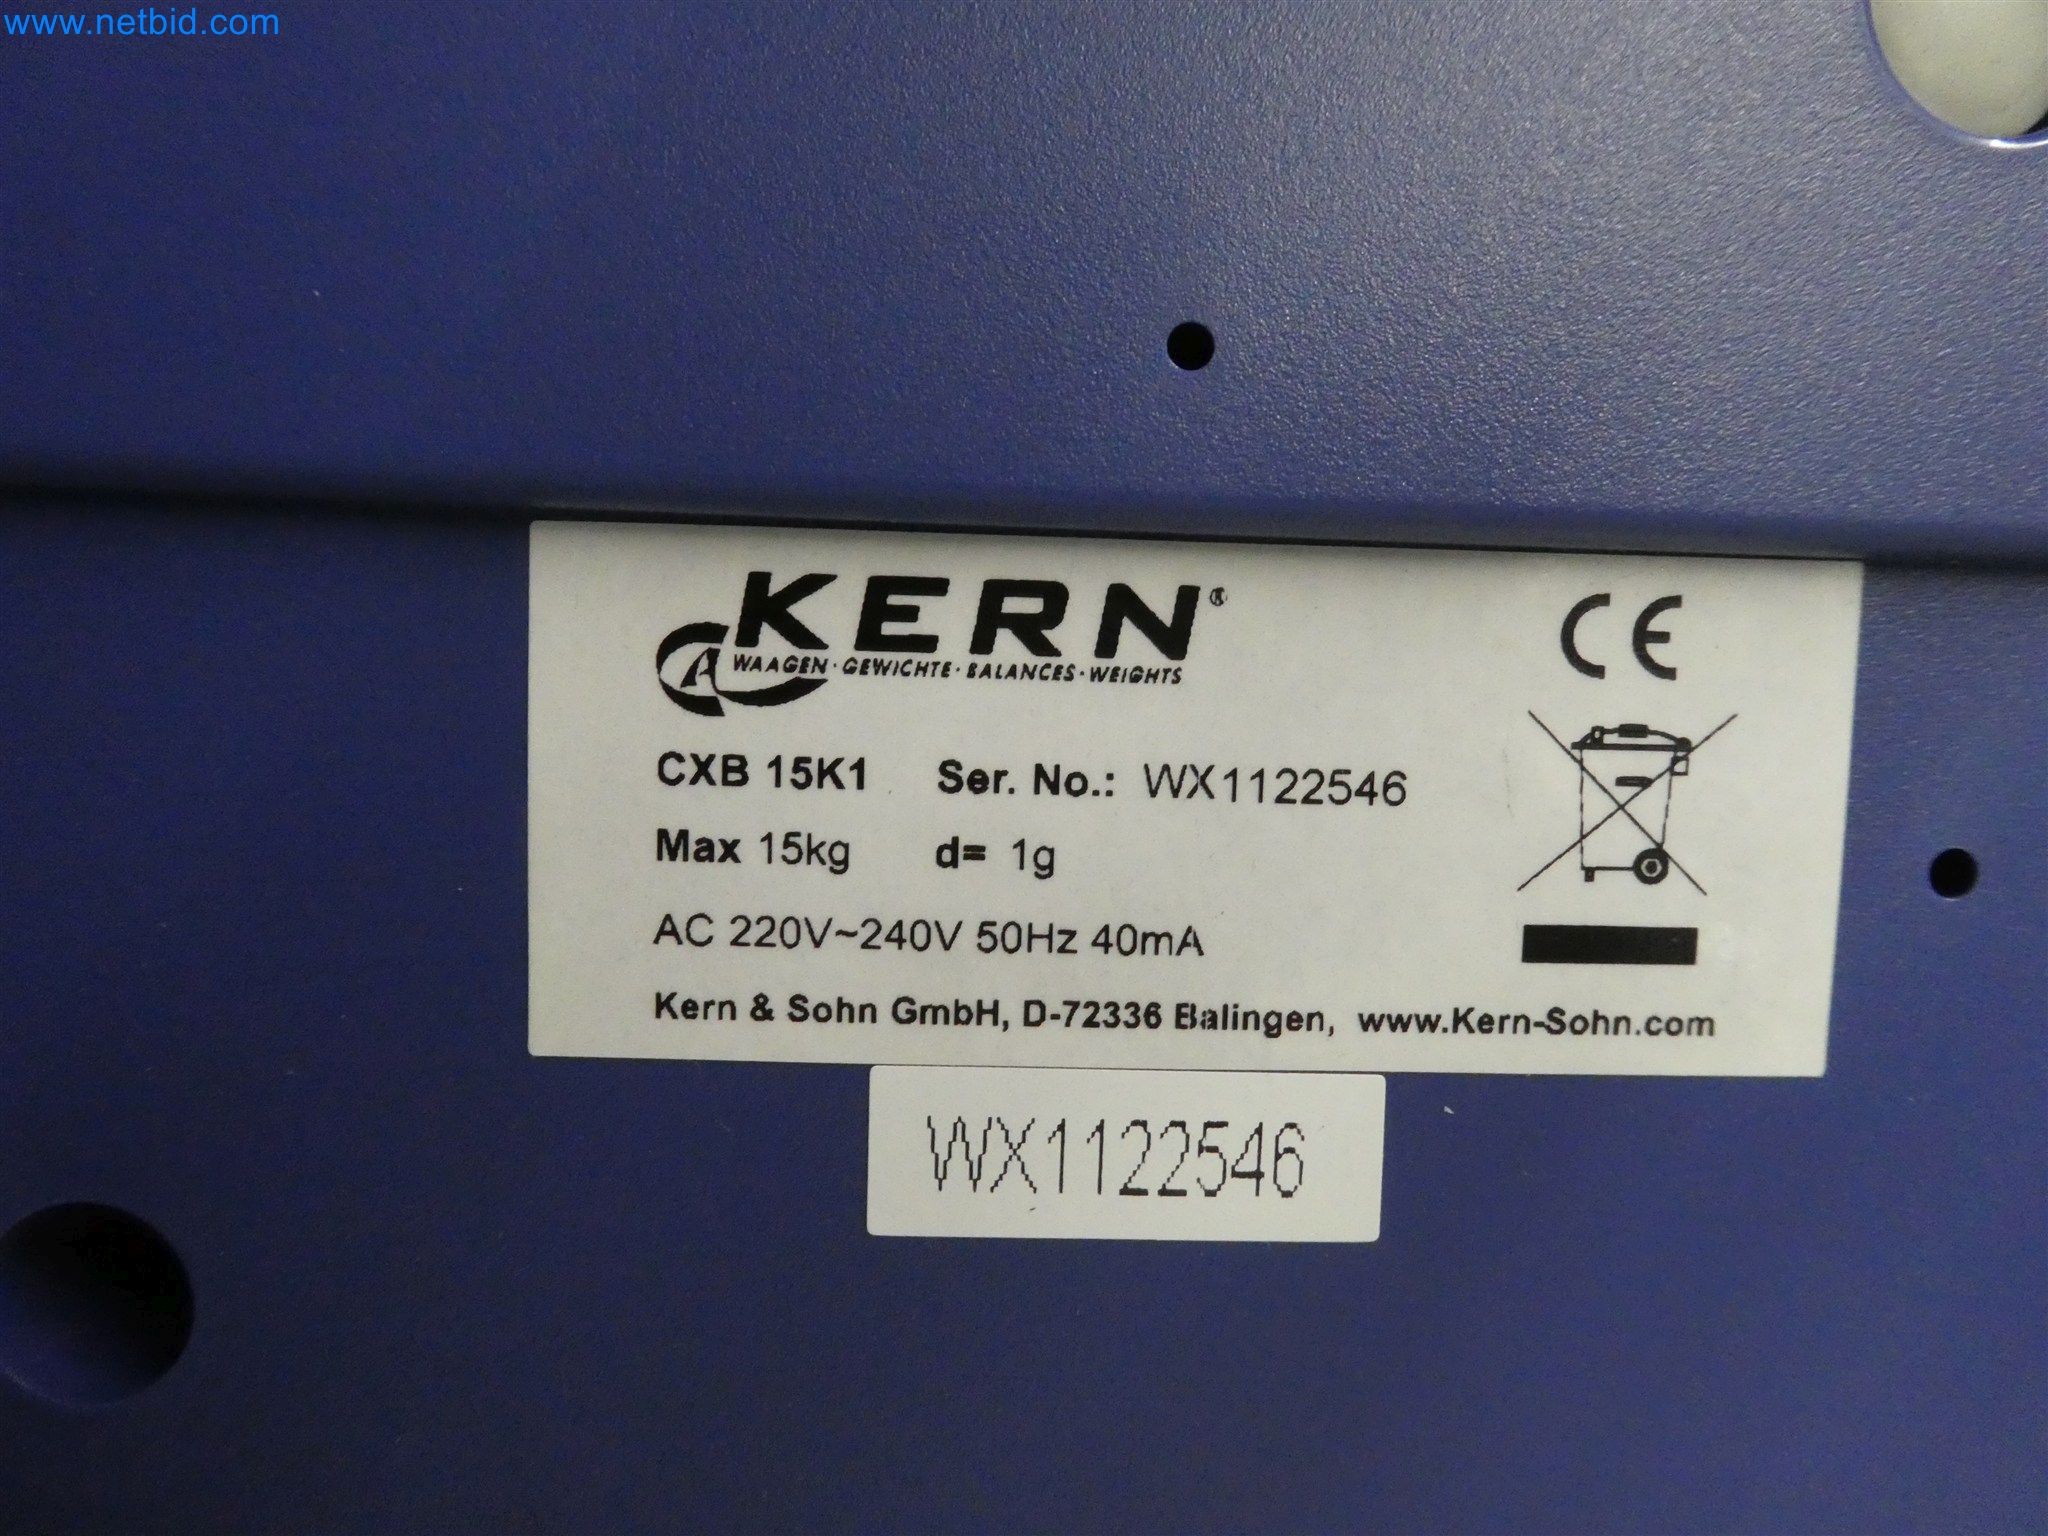 www.netbid.com
KERN®
WAAGEN·GEWICHTE·BALANCES·WEIGHTS
CE
CXB 15K1 Ser. No.: WX1122546
Max 15kg d= 1g
AC 220V~240V 50Hz 40mA
Kern & Sohn GmbH, D-72336 Balingen, www.Kern-Sohn.com
WX1122546